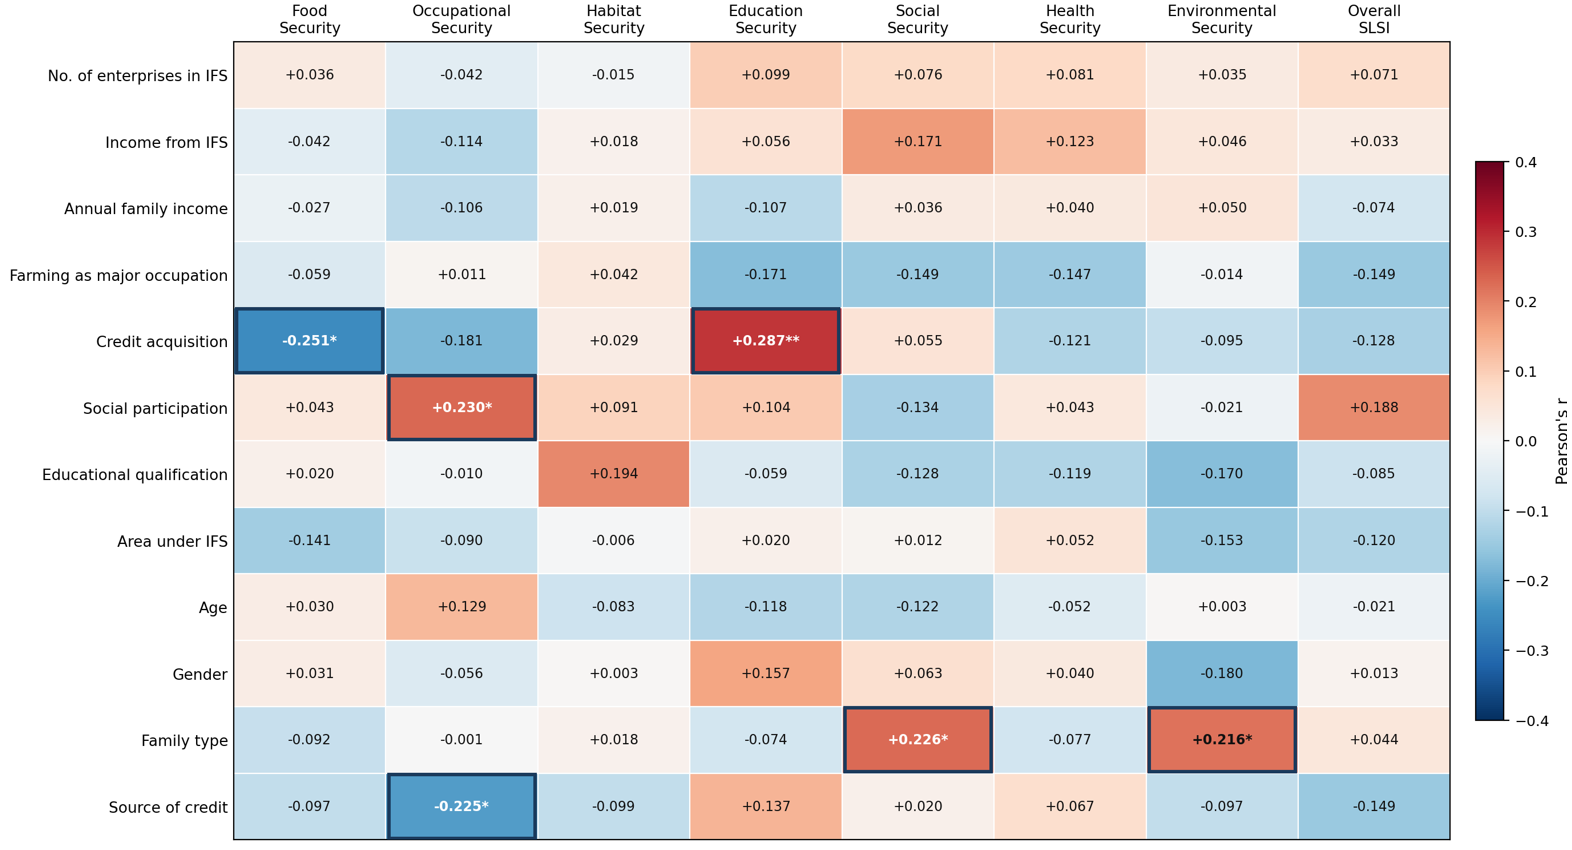 Food Security
Occupational Security
Habitat Security
Education Security
Social Security
Health Security
Environmental Security
Overall SLSI
No. of enterprises in IFS +0.036 -0.042 -0.015 +0.099 +0.076 +0.081 +0.035 +0.071
Income from IFS -0.042 -0.114 +0.018 +0.056 +0.171 +0.123 +0.046 +0.033
Annual family income -0.027 -0.106 +0.019 -0.107 +0.036 +0.040 +0.050 -0.074
Farming as major occupation -0.059 +0.011 +0.042 -0.171 -0.149 -0.147 -0.014 -0.149
Credit acquisition -0.251* -0.181 +0.029 +0.287** +0.055 -0.121 -0.095 -0.128
Social participation +0.043 +0.230* +0.091 +0.104 -0.134 +0.043 -0.021 +0.188
Educational qualification +0.020 -0.010 +0.194 -0.059 -0.128 -0.119 -0.170 -0.085
Area under IFS -0.141 -0.090 -0.006 +0.020 +0.012 +0.052 -0.153 -0.120
Age +0.030 +0.129 -0.083 -0.118 -0.122 -0.052 +0.003 -0.021
Gender +0.031 -0.056 +0.003 +0.157 +0.063 +0.040 -0.180 +0.013
Family type -0.092 -0.001 +0.018 -0.074 +0.226* -0.077 +0.216* +0.044
Source of credit -0.097 -0.225* -0.099 +0.137 +0.020 +0.067 -0.097 -0.149
0.4
0.3
0.2
0.1
0.0
−0.1
−0.2
−0.3
−0.4
Pearson's r